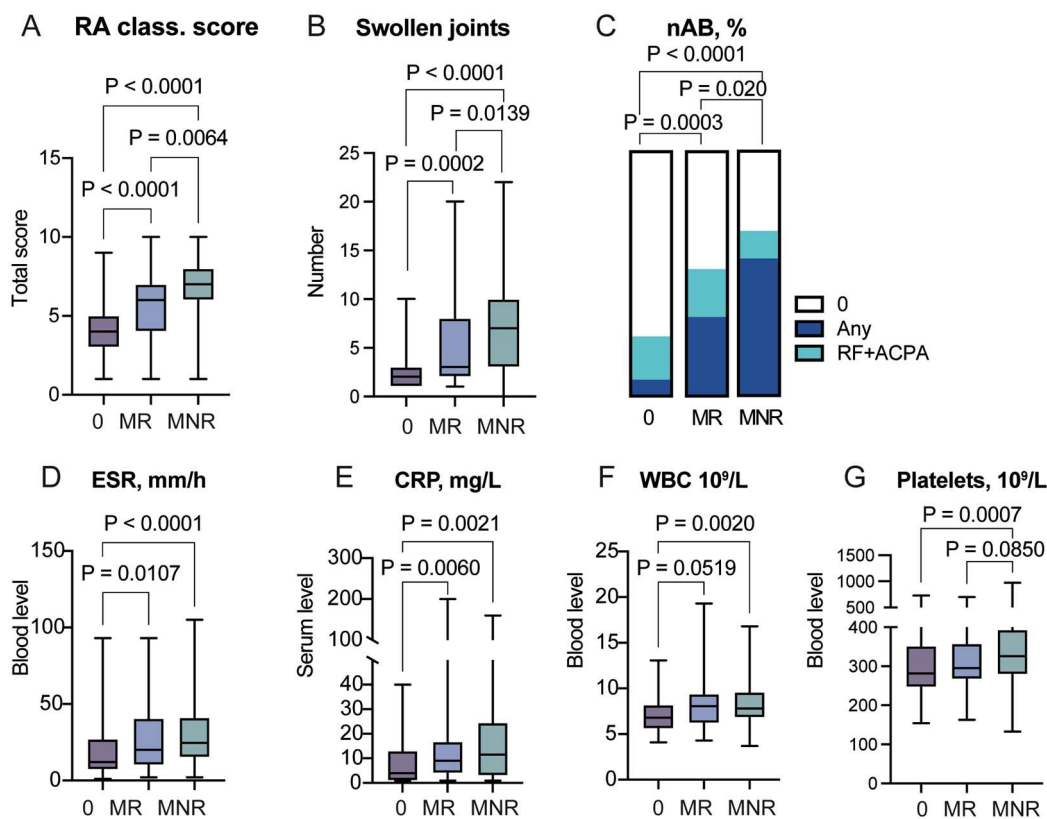 A RA class. score
P < 0.0001
P = 0.0064
P < 0.0001
Total score
15
10
5
0
0 MR MNR
B Swollen joints
P < 0.0001
P = 0.0139
P = 0.0002
Number
25
20
15
10
5
0
0 MR MNR
C nAB, %
P < 0.0001
P = 0.020
P = 0.0003
0 MR MNR
0
Any
RF+ACPA
D ESR, mm/h
P < 0.0001
P = 0.0107
Blood level
150
100
50
0
0 MR MNR
E CRP, mg/L
P = 0.0021
P = 0.0060
Serum level
300
200
100
40
30
20
10
0
0 MR MNR
F WBC 10⁹/L
P = 0.0020
P = 0.0519
Blood level
25
20
15
10
5
0
0 MR MNR
G Platelets, 10⁹/L
P = 0.0007
P = 0.0850
Blood level
1500
1000
500
400
300
200
100
0
0 MR MNR